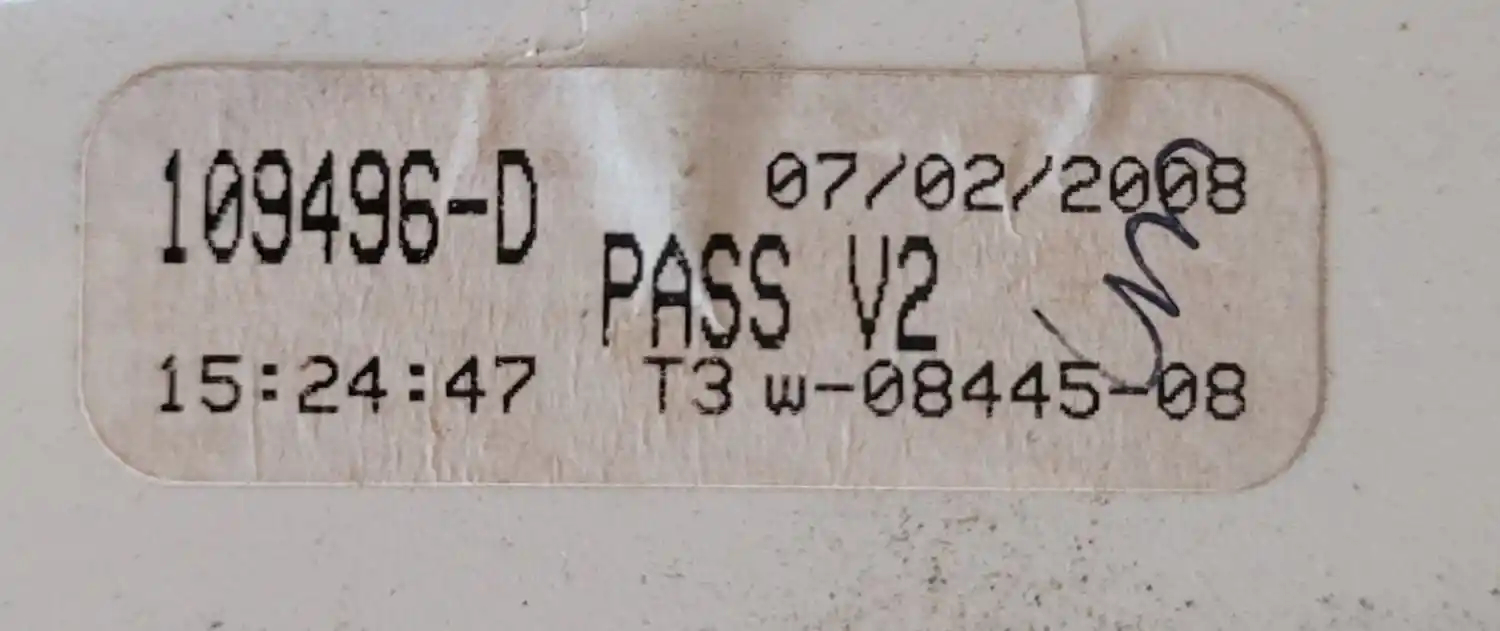 109496-D 07/02/2008
PASS V2
15:24:47 T3 w-08445-08